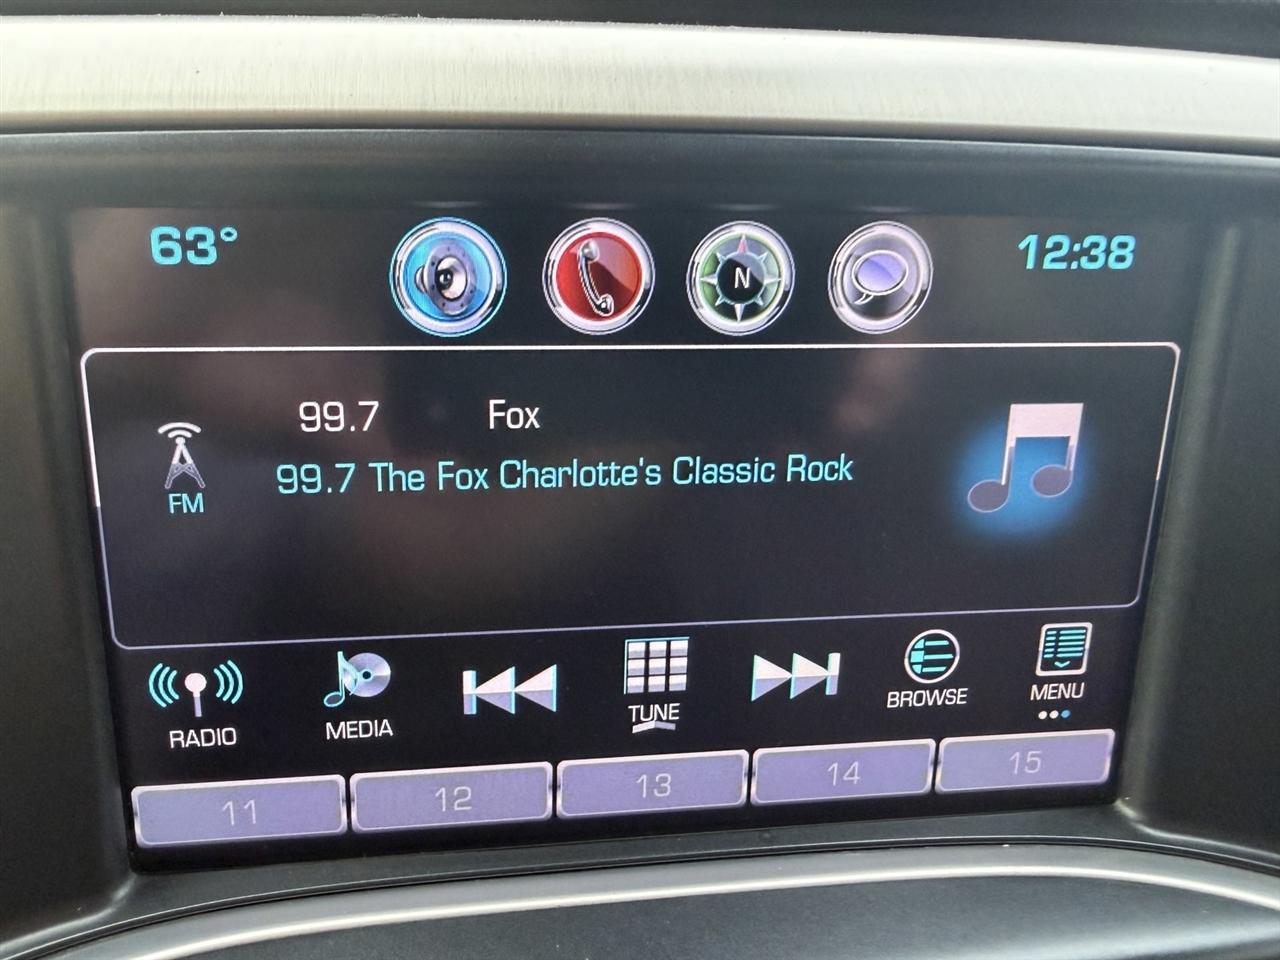 63°
N
12:38
99.7 Fox
99.7 The Fox Charlotte's Classic Rock
FM
RADIO
MEDIA
TUNE
BROWSE
MENU
11
12
13
14
15